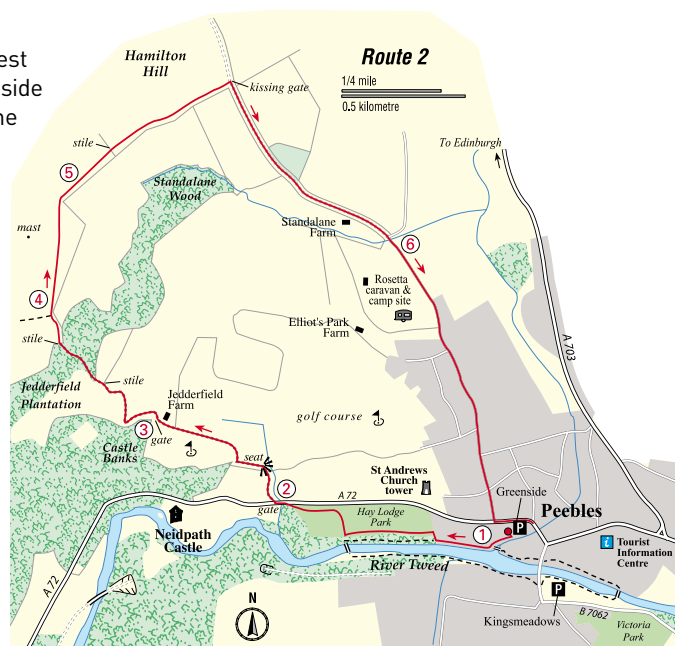 est
side
ne
Hamilton
Hill
Route 2
1/4 mile
0.5 kilometre
kissing gate
stile
To Edinburgh
5
Standalane
Wood
mast
Standalane
Farm
6
4
Rosetta
caravan &
camp site
Elliot's Park
Farm
stile
A 703
stile
Jedderfield
Plantation
Jedderfield
Farm
golf course
3
gate
Castle
Banks
seat
St Andrews
Church
tower
2
A 72
gate
Greenside
Hay Lodge
Park
Peebles
P
1
Neidpath
Castle
i
Tourist
Information
Centre
River Tweed
A 72
N
P
Kingsmeadows
B 7062
Victoria
Park